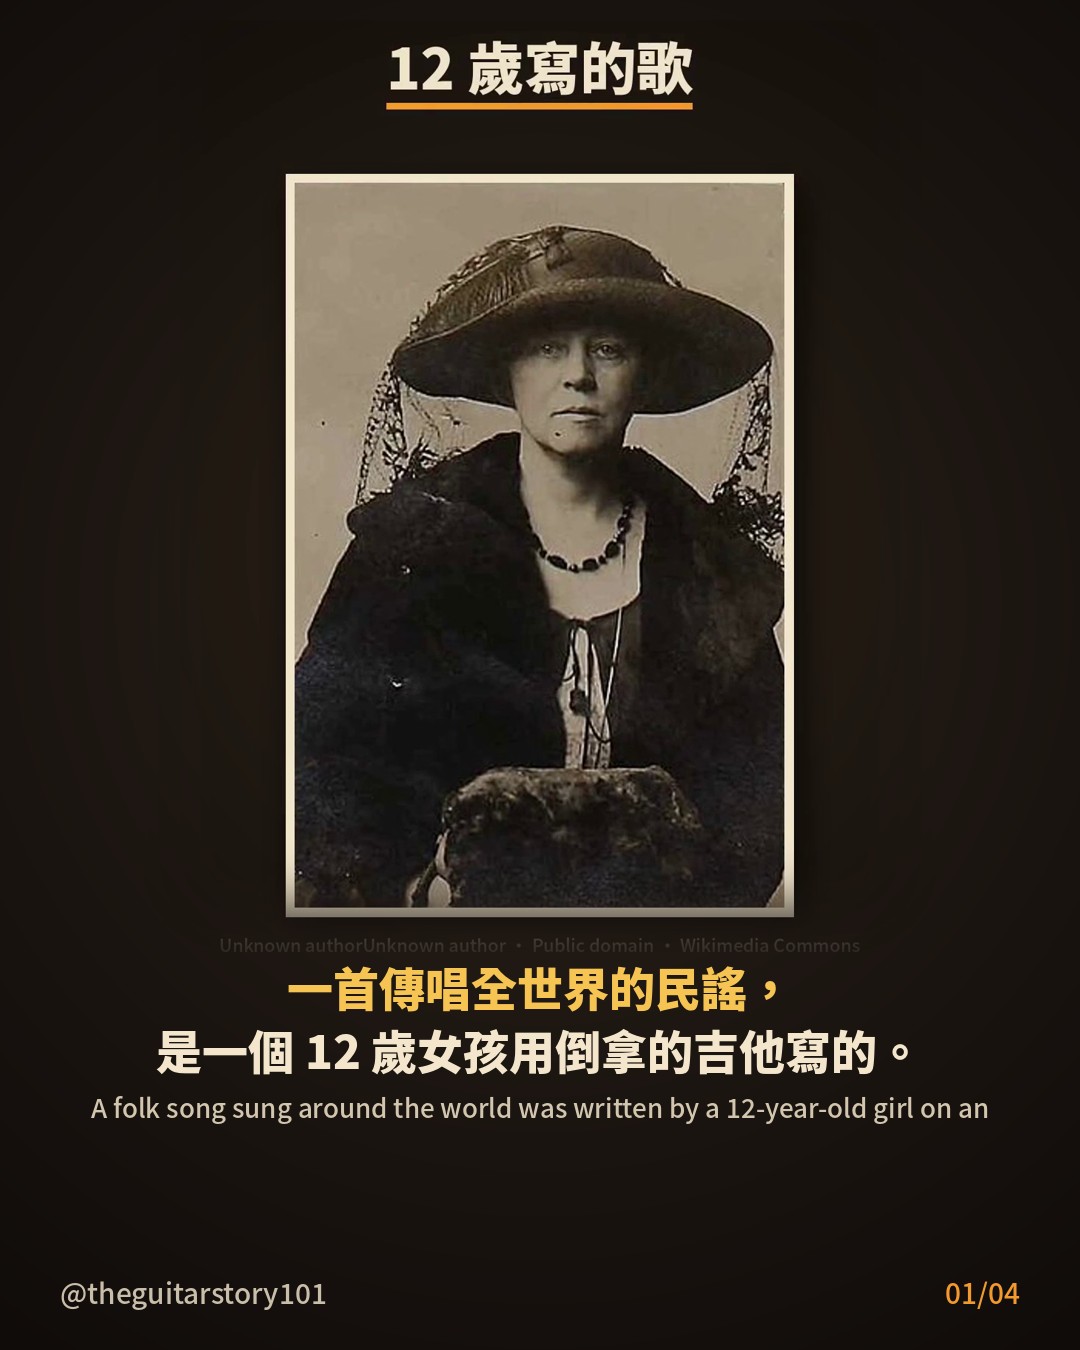 12 歲寫的歌
Unknown authorUnknown author · Public domain · Wikimedia Commons
一首傳唱全世界的民謠，
是一個 12 歲女孩用倒拿的吉他寫的。
A folk song sung around the world was written by a 12-year-old girl on an
@theguitarstory101
01/04